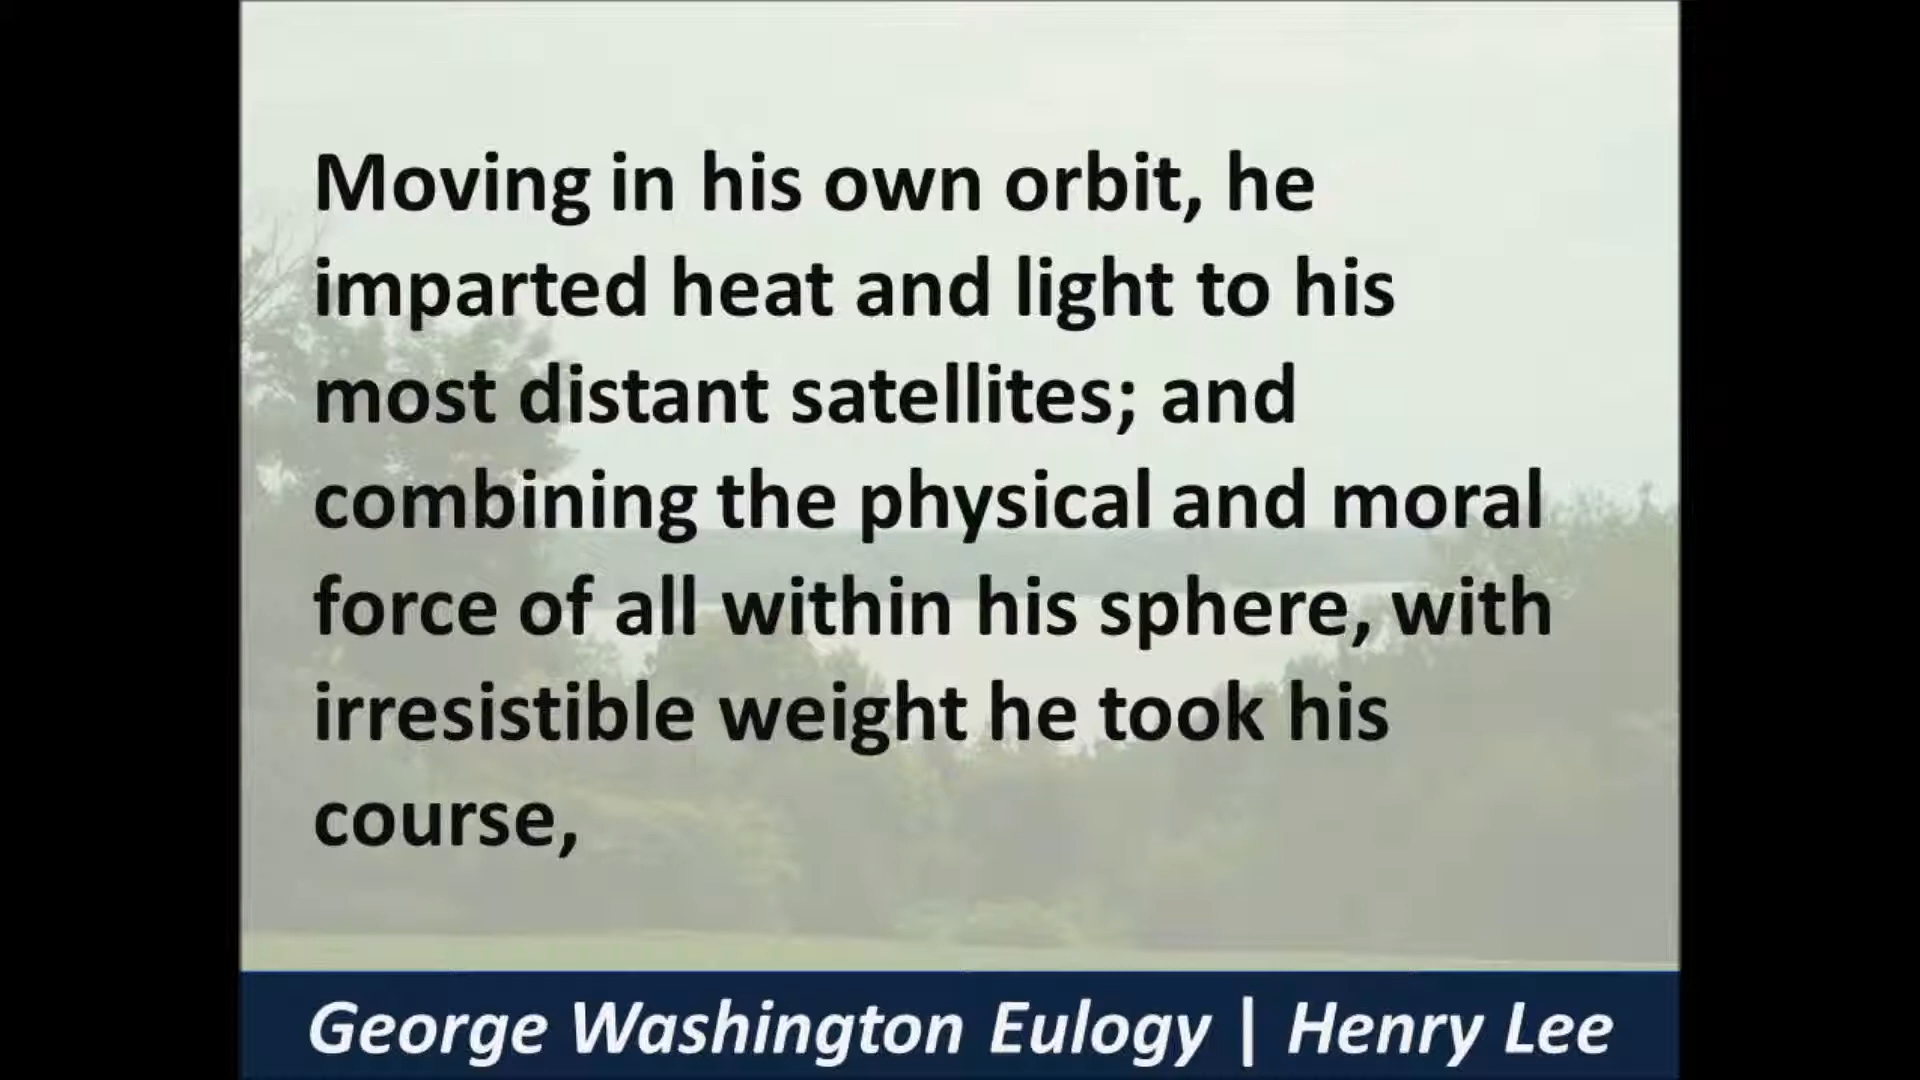 Moving in his own orbit, he
imparted heat and light to his
most distant satellites; and
combining the physical and moral
force of all within his sphere, with
irresistible weight he took his
course,
George Washington Eulogy | Henry Lee